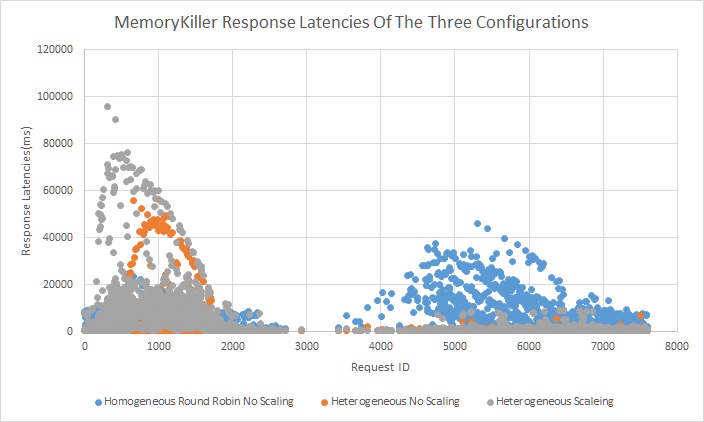 MemoryKiller Response Latencies Of The Three Configurations
120000
100000
80000
60000
40000
20000
0
Response Latencies(ms)
0 1000 2000 3000 4000 5000 6000 7000 8000
Request ID
Homogeneous Round Robin No Scaling Heterogeneous No Scaling Heterogeneous Scaleing